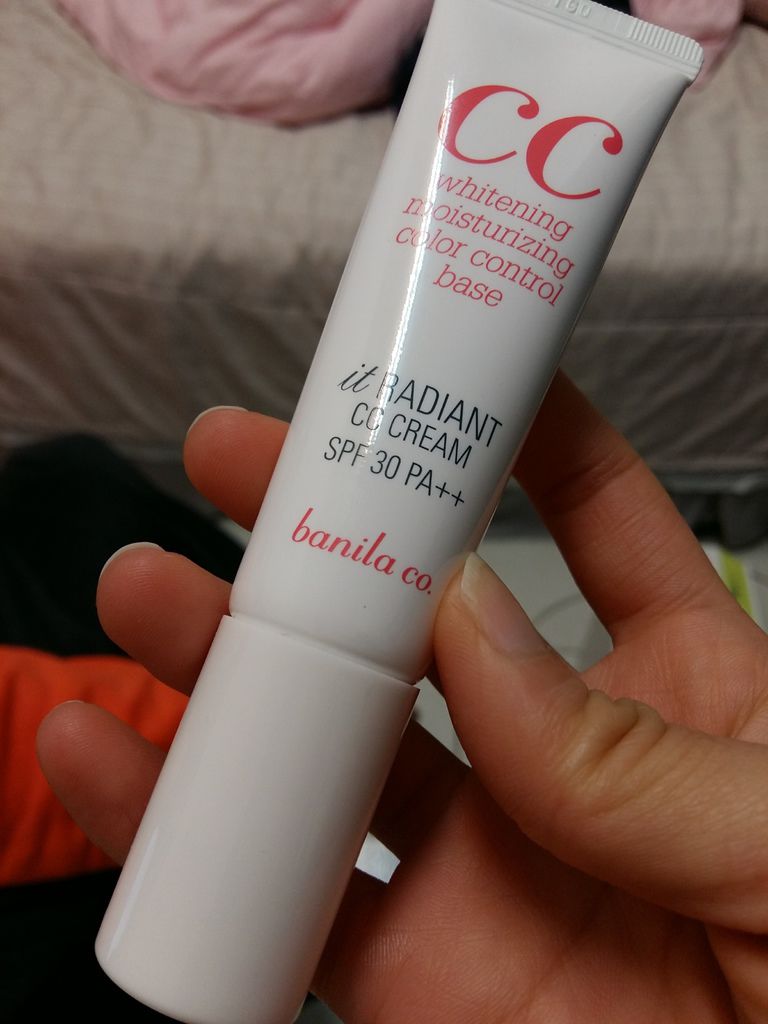 CC
whitening
moisturizing
color control
base
it RADIANT
CC CREAM
SPF 30 PA++
banila co.